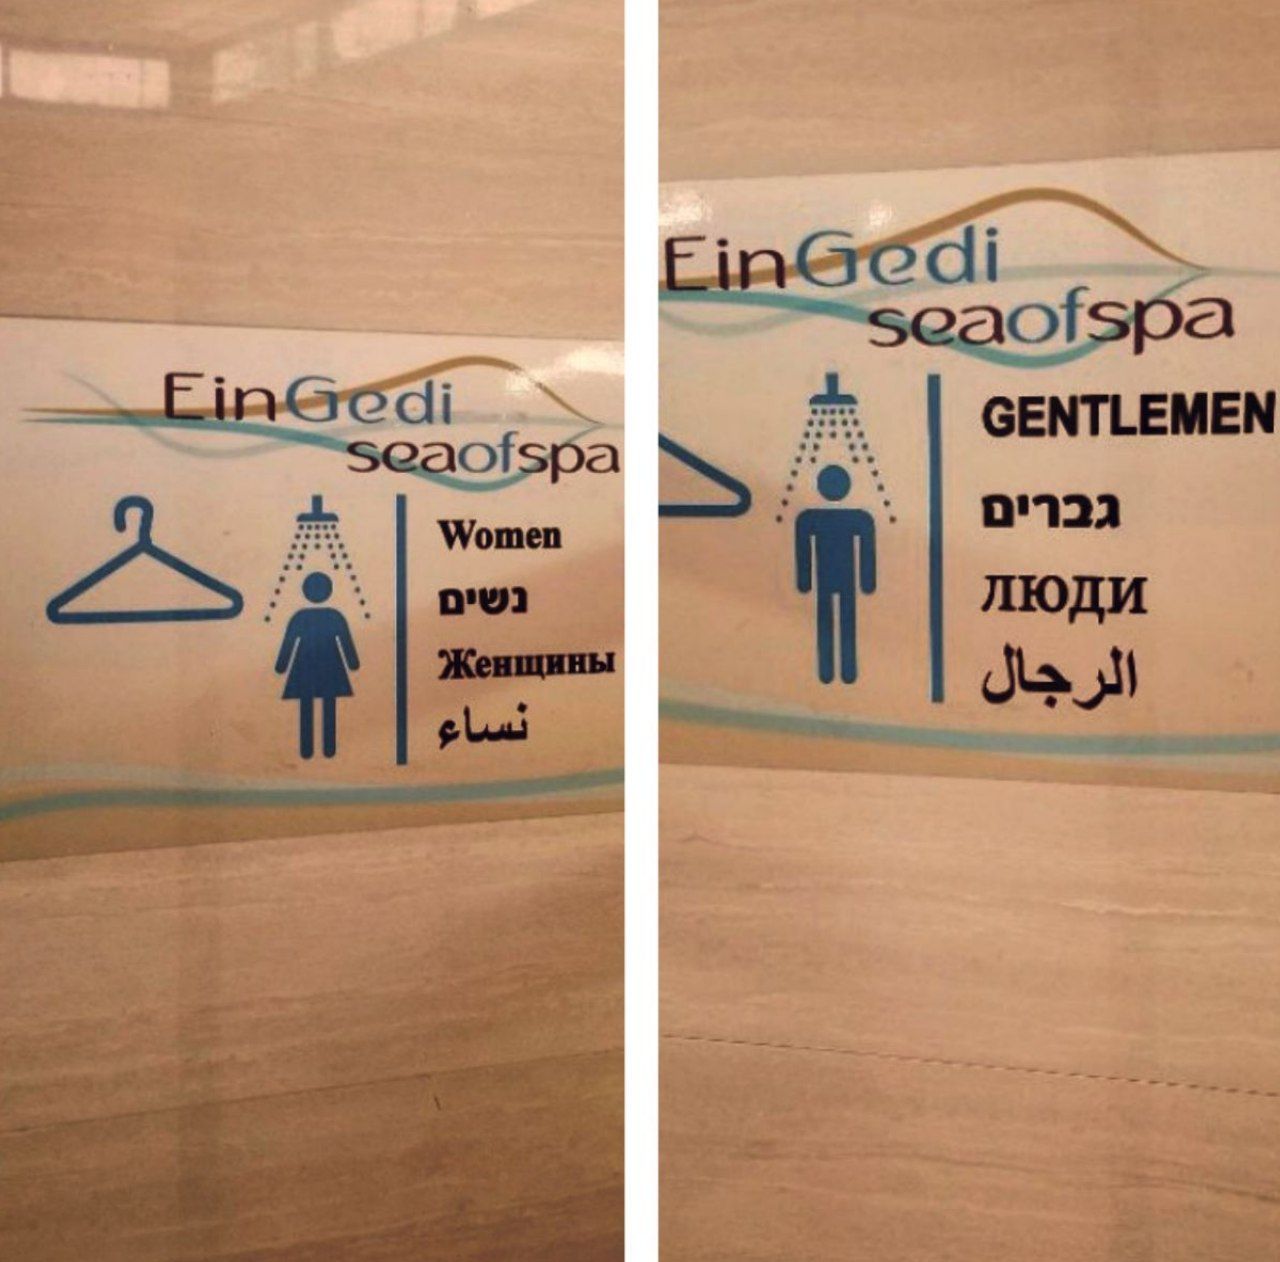 EinGedi
seaofspa
Women
נשים
Женщины
نساء
EinGedi
seaofspa
GENTLEMEN
גברים
ЛЮДИ
الرجال